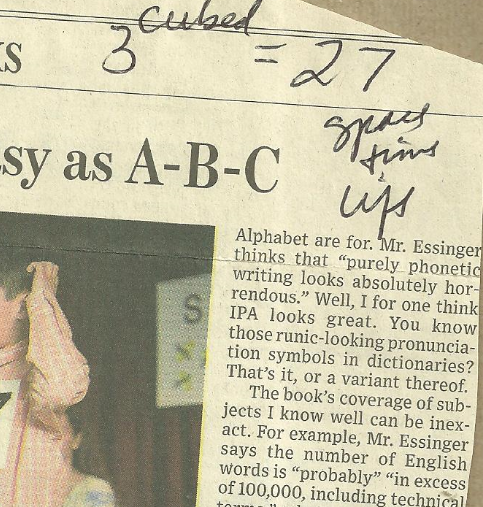 cubed
ks 3 = 27
space
time
sy as A-B-C
lips
Alphabet are for. Mr. Essinger
thinks that “purely phonetic
writing looks absolutely hor-
rendous.” Well, I for one think
IPA looks great. You know
those runic-looking pronuncia-
tion symbols in dictionaries?
That’s it, or a variant thereof.
The book’s coverage of sub-
jects I know well can be inex-
act. For example, Mr. Essinger
says the number of English
words is “probably” “in excess
of 100,000, including technical
S